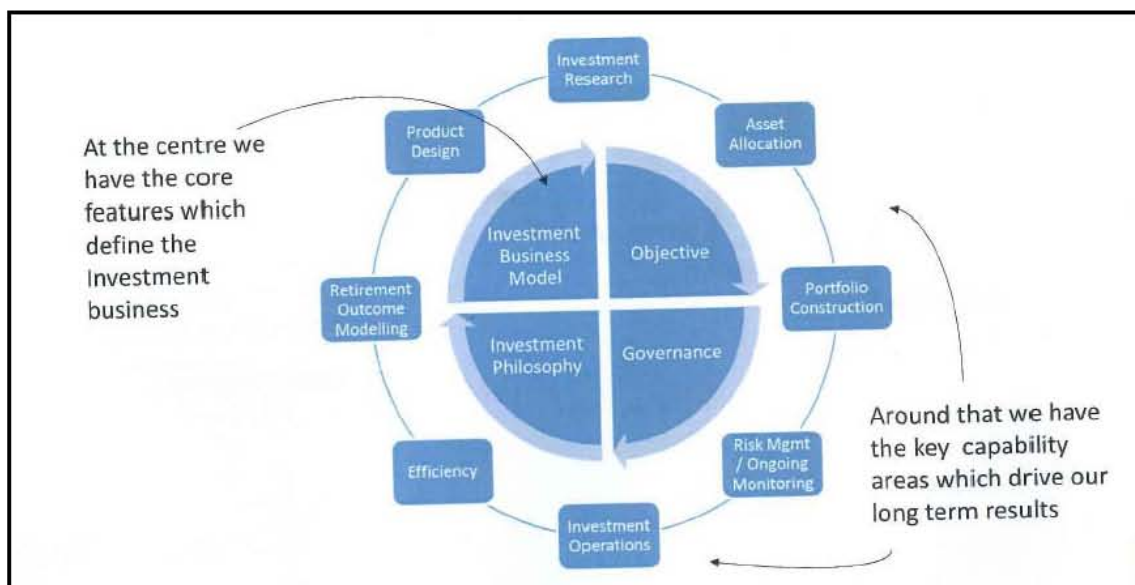 Investment
Research
Product
Design
Asset
Allocation
At the centre we
have the core
features which
define the
Investment
business
Investment
Business
Model
Objective
Retirement
Outcome
Modelling
Portfolio
Construction
Investment
Philosophy
Governance
Around that we have
the key capability
areas which drive our
long term results
Efficiency
Risk Mgmt
/ Ongoing
Monitoring
Investment
Operations